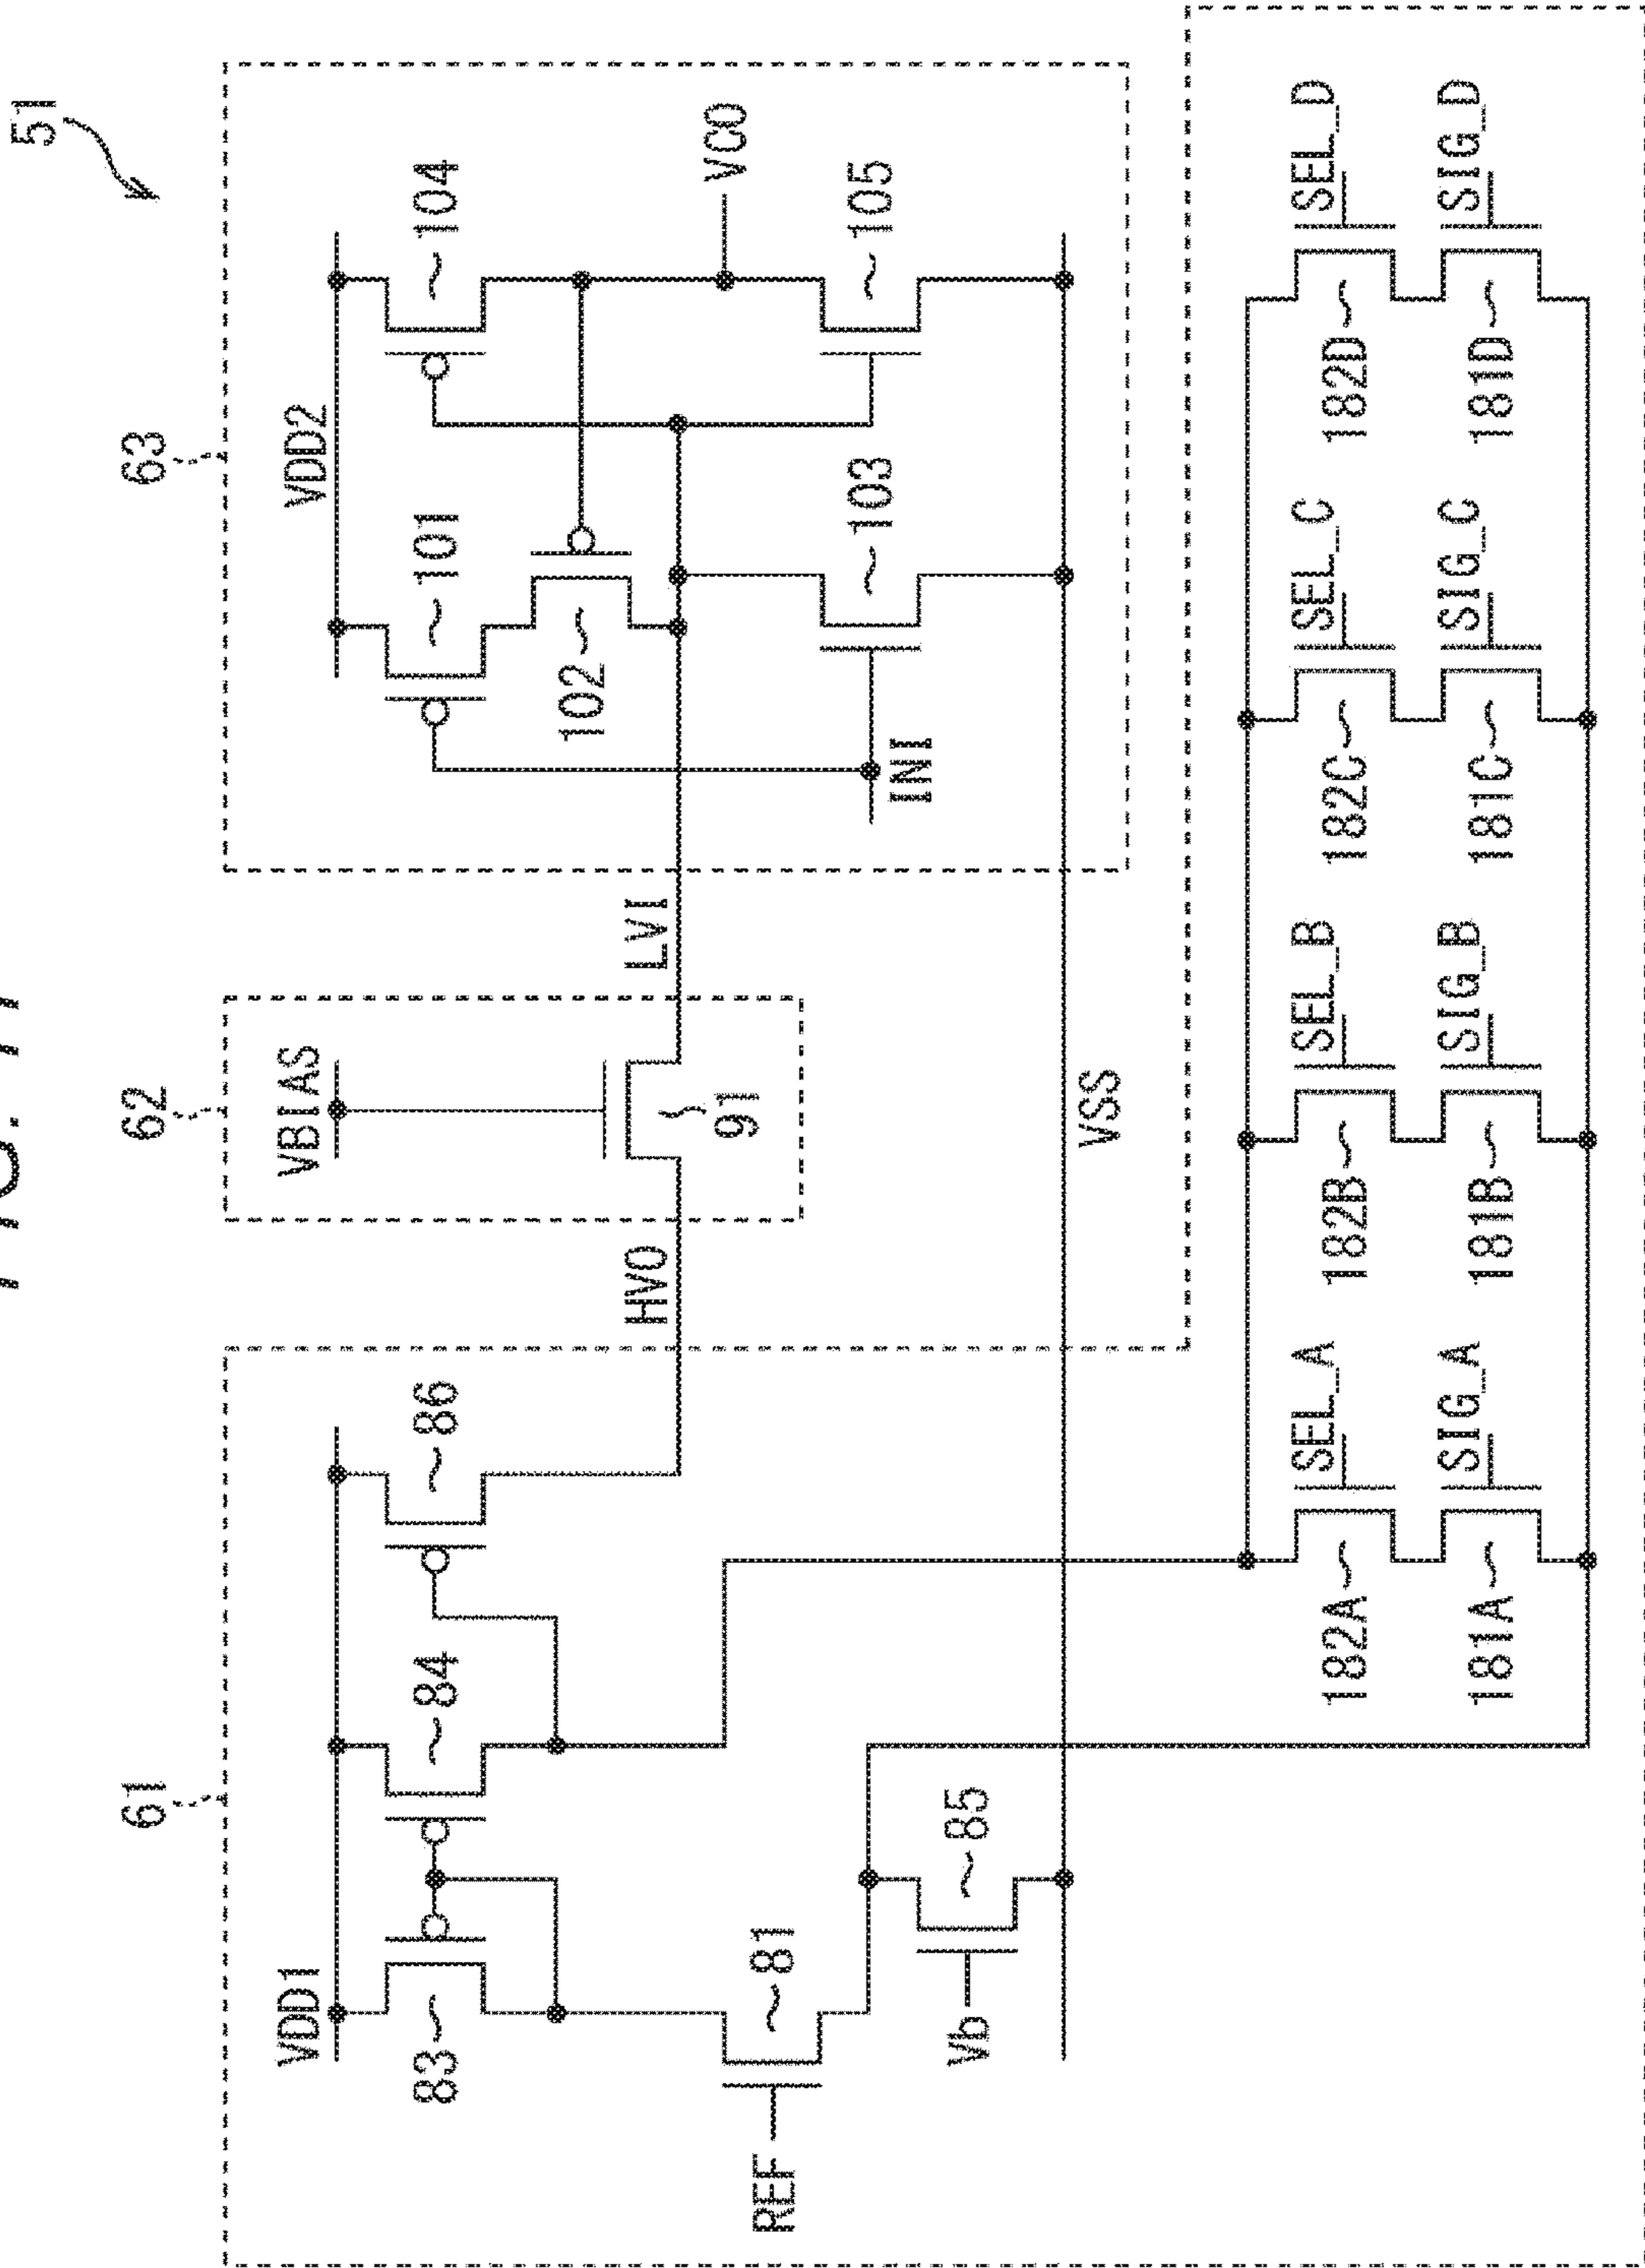 51
61
62
63
VDD1
VBIAS
VDD2
83
84
86
101
104
102
HVO
LVI
REF
81
91
VCO
Vb
85
INI
103
105
VSS
182A
SEL_A
182B
SEL_B
182C
SEL_C
182D
SEL_D
181A
SIG_A
181B
SIG_B
181C
SIG_C
181D
SIG_D